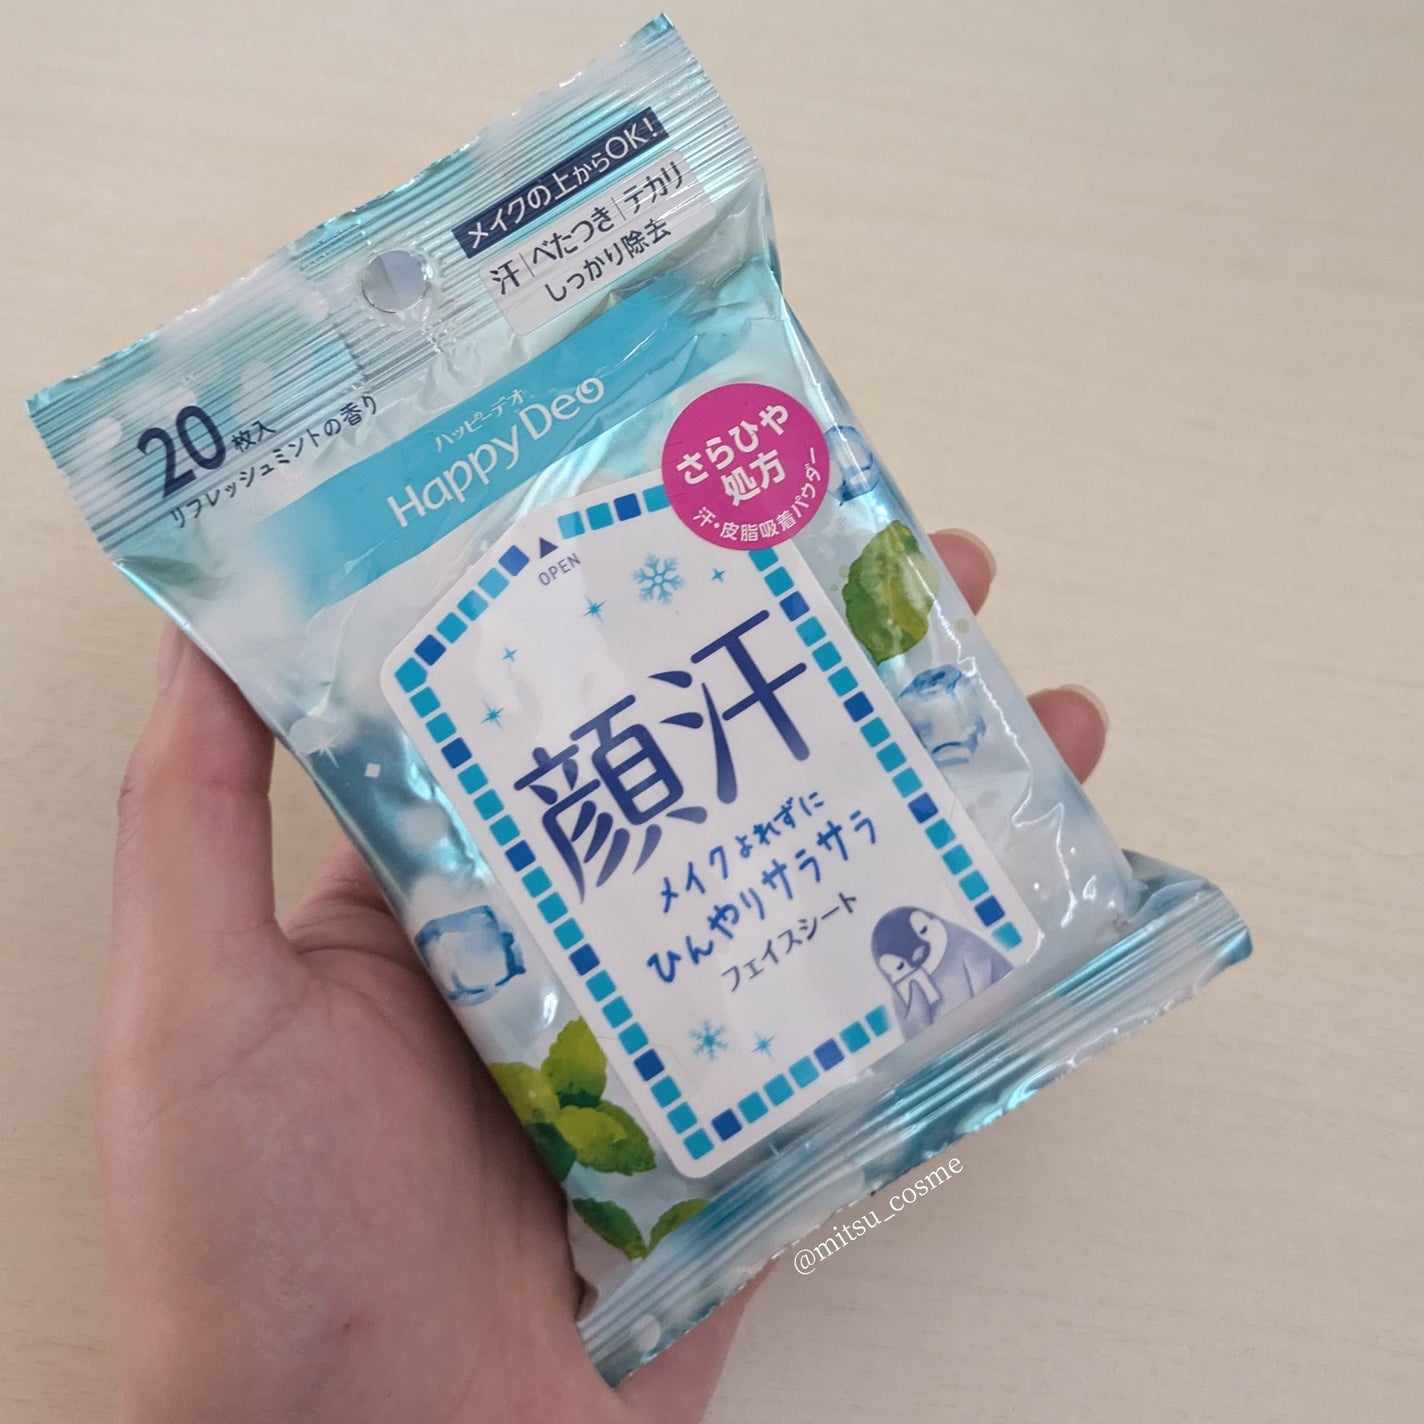 メイクの上からOK!
汗|べたつき|テカリ
しっかり除去
20枚入
リフレッシュミントの香り
ハッピーデオ
Happy Deo
さらひや
処方
汗・皮脂吸着パウダー
OPEN
顔汗
メイクよれずに
ひんやりサラサラ
フェイスシート
@mitsu_cosme